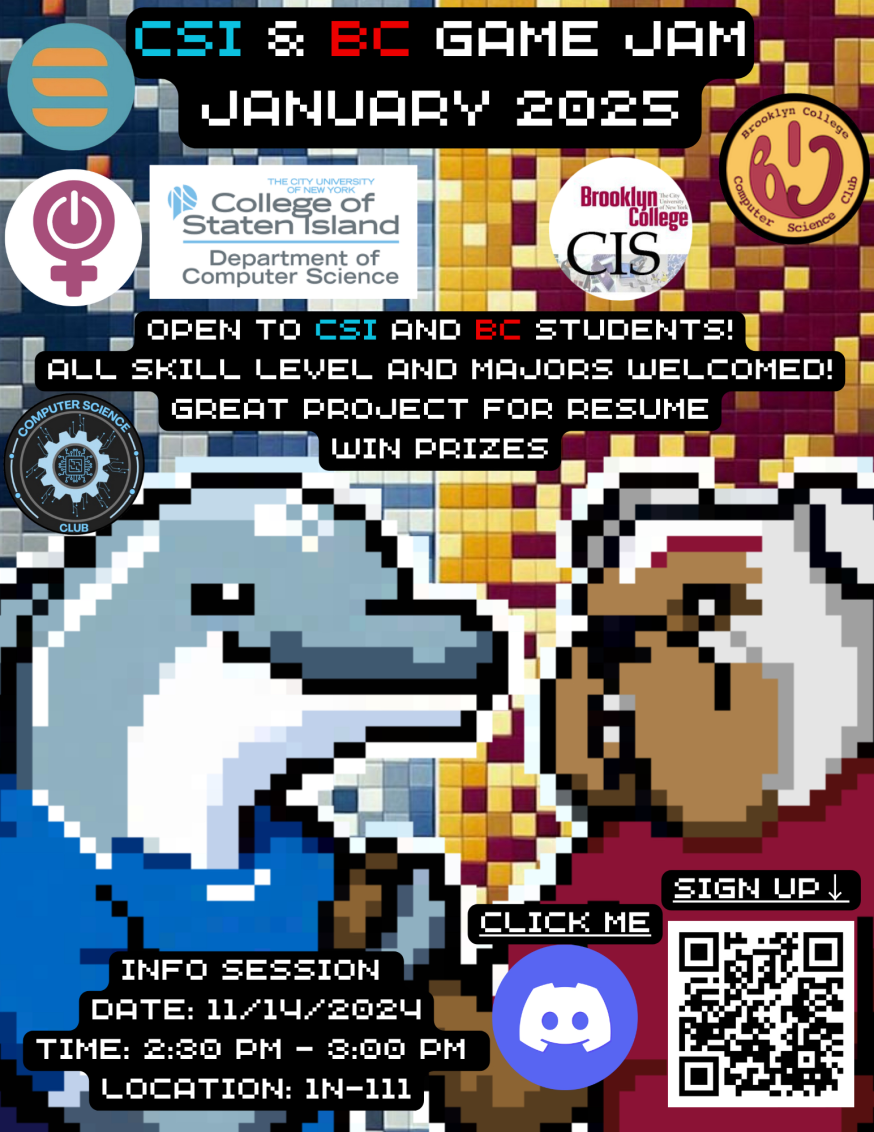 CSI & BC GAME JAM
JANUARY 2025
Brooklyn College
Computer Science Club
THE CITY UNIVERSITY
OF NEW YORK
College of
Staten Island
Department of
Computer Science
Brooklyn
College
The City
University
of New York
CIS
OPEN TO CSI AND BC STUDENTS!
ALL SKILL LEVEL AND MAJORS WELCOMED!
GREAT PROJECT FOR RESUME
WIN PRIZES
COMPUTER SCIENCE
CLUB
SIGN UP↓
CLICK ME
INFO SESSION
DATE: 11/14/2024
TIME: 2:30 PM - 3:00 PM
LOCATION: 1N-111